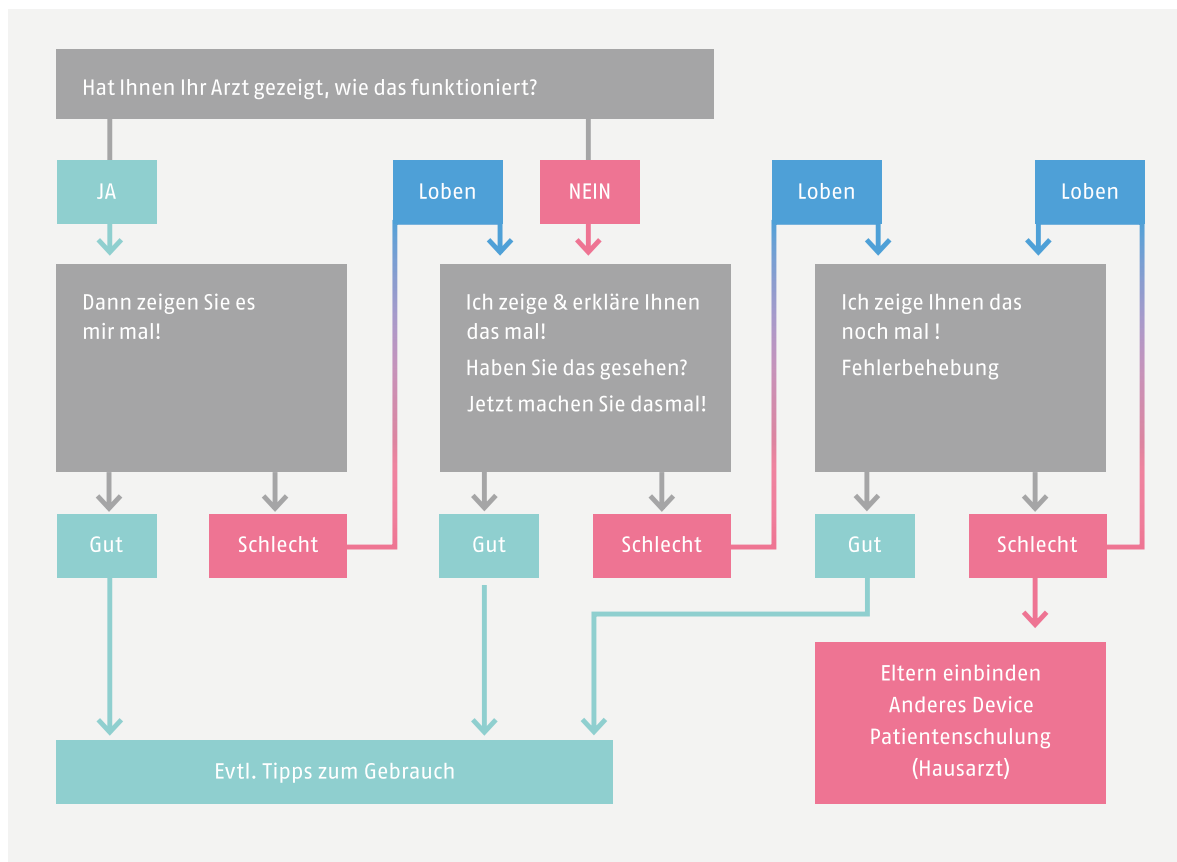 Hat Ihnen Ihr Arzt gezeigt, wie das funktioniert?
JA
Loben
NEIN
Loben
Loben
Dann zeigen Sie es
mir mal!
Ich zeige & erkläre Ihnen
das mal!
Haben Sie das gesehen?
Jetzt machen Sie dasmal!
Ich zeige Ihnen das
noch mal !
Fehlerbehebung
Gut
Schlecht
Gut
Schlecht
Gut
Schlecht
Eltern einbinden
Anderes Device
Patientenschulung
(Hausarzt)
Evtl. Tipps zum Gebrauch